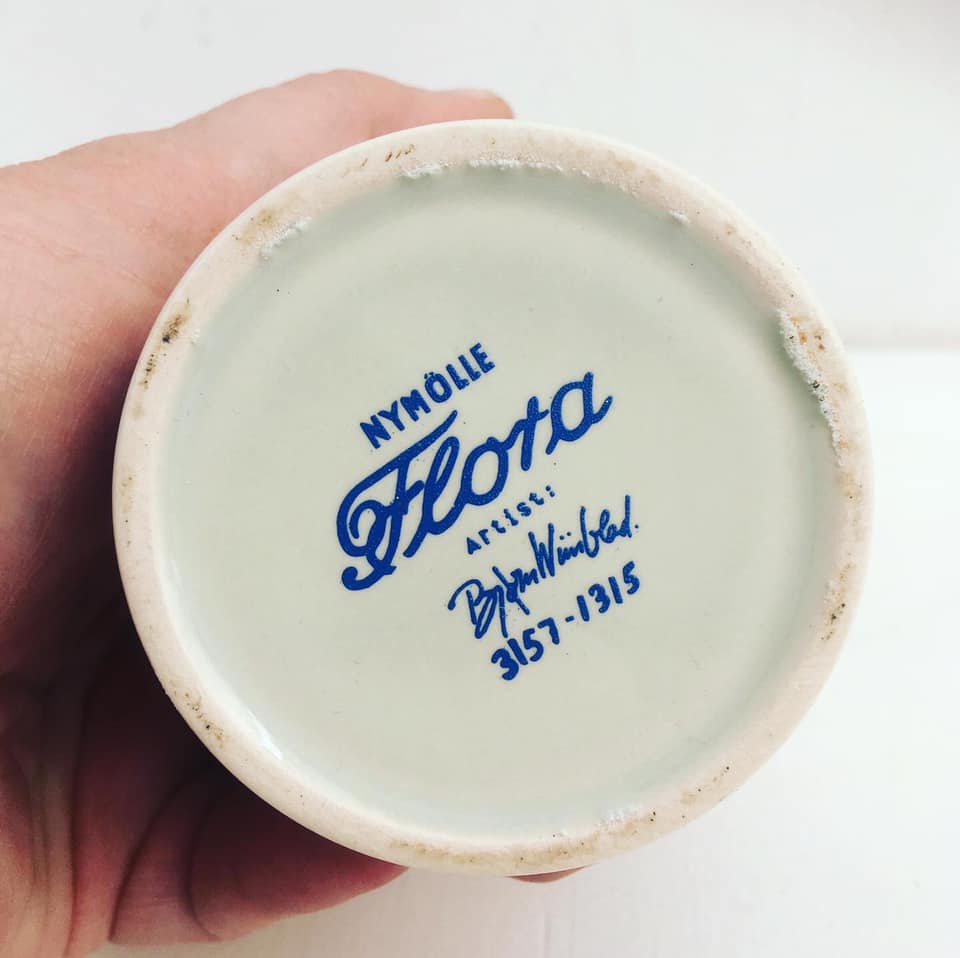 NYMÖLLE
Flora
Artist:
Bjørn Wiinblad.
3157-1315